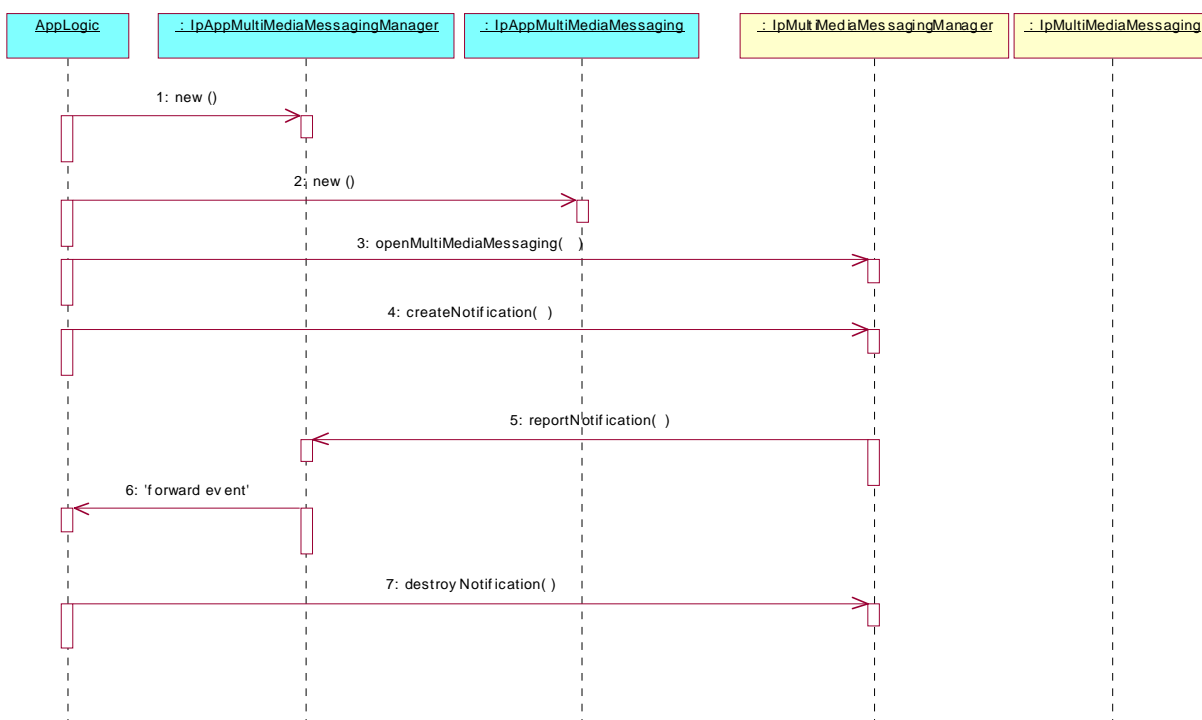 AppLogic
: IpAppMultiMediaMessagingManager
: IpAppMultiMediaMessaging
: IpMultiMediaMessagingManager
: IpMultiMediaMessaging
1: new ()
2: new ()
3: openMultiMediaMessaging( )
4: createNotification( )
5: reportNotification( )
6: 'forward event'
7: destroyNotification( )